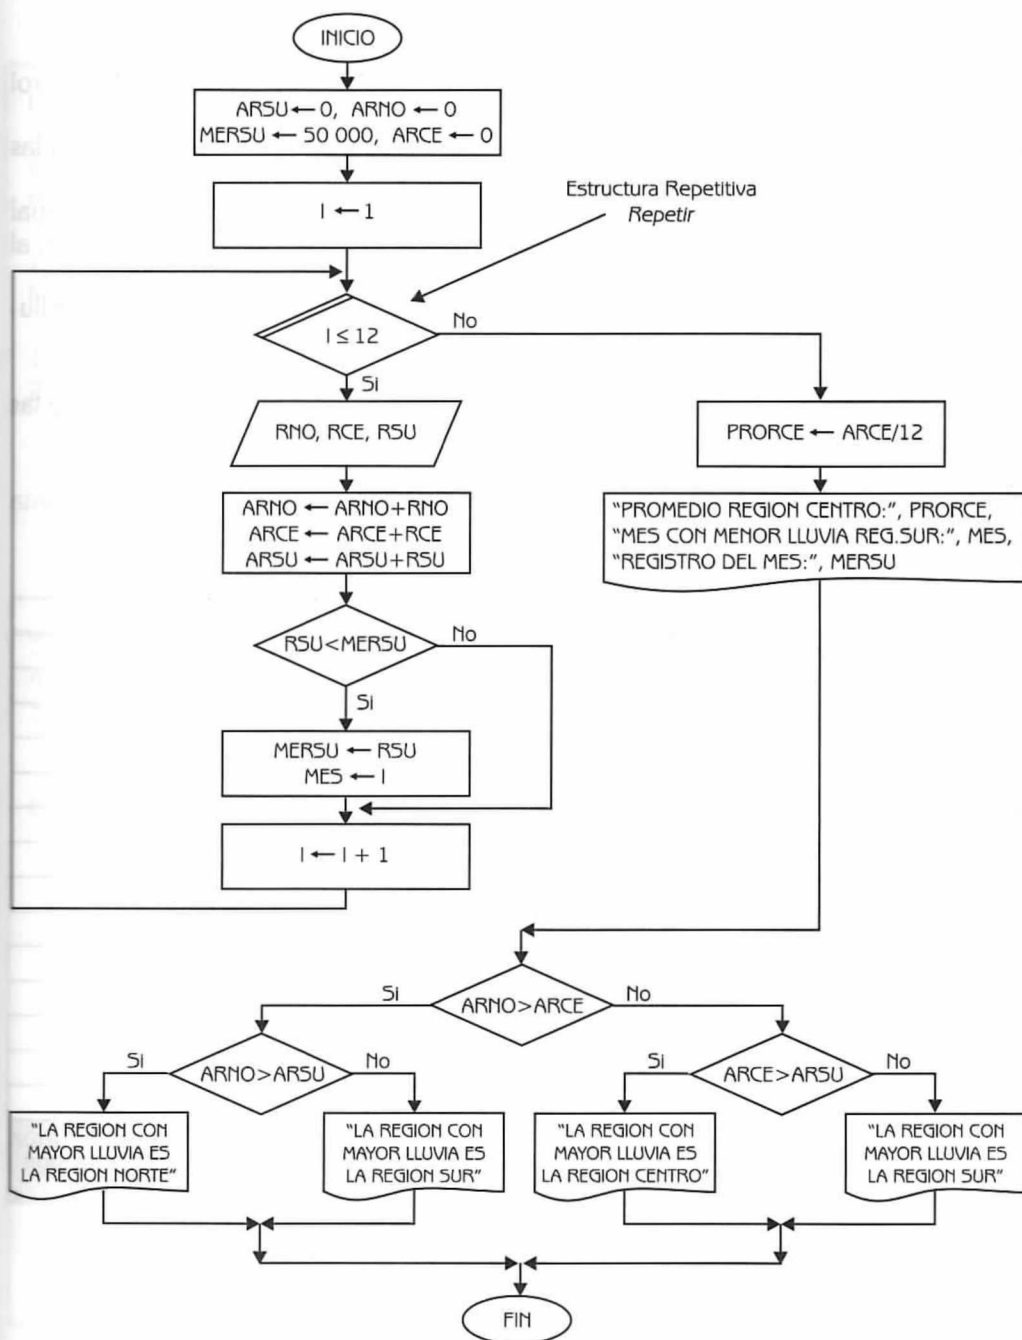 INICIO
ARSU ← 0, ARNO ← 0
MERSU ← 50 000, ARCE ← 0
I ← 1
Estructura Repetitiva
Repetir
I ≤ 12
No
Si
RNO, RCE, RSU
PRORCE ← ARCE/12
ARNO ← ARNO+RNO
ARCE ← ARCE+RCE
ARSU ← ARSU+RSU
"PROMEDIO REGION CENTRO:", PRORCE,
"MES CON MENOR LLUVIA REG.SUR:", MES,
"REGISTRO DEL MES:", MERSU
RSU<MERSU
No
Si
MERSU ← RSU
MES ← I
I ← I + 1
ARNO>ARCE
Si
No
ARNO>ARSU
Si
No
ARCE>ARSU
Si
No
"LA REGION CON
MAYOR LLUVIA ES
LA REGION NORTE"
"LA REGION CON
MAYOR LLUVIA ES
LA REGION SUR"
"LA REGION CON
MAYOR LLUVIA ES
LA REGION CENTRO"
"LA REGION CON
MAYOR LLUVIA ES
LA REGION SUR"
FIN